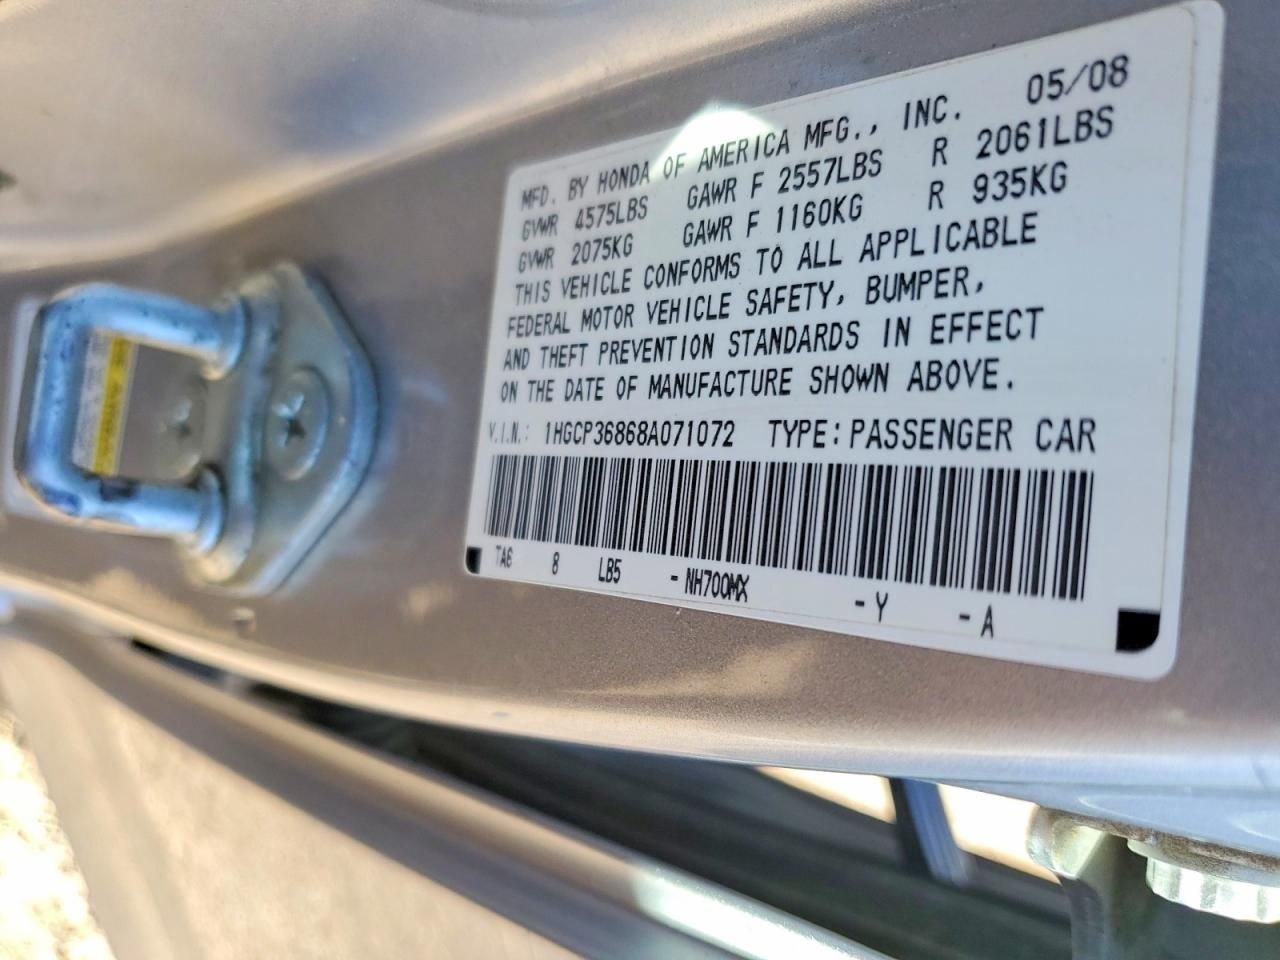 MFD. BY HONDA OF AMERICA MFG., INC. 05/08
GVWR 4575LBS GAWR F 2557LBS R 2061LBS
GVWR 2075KG GAWR F 1160KG R 935KG
THIS VEHICLE CONFORMS TO ALL APPLICABLE
FEDERAL MOTOR VEHICLE SAFETY, BUMPER,
AND THEFT PREVENTION STANDARDS IN EFFECT
ON THE DATE OF MANUFACTURE SHOWN ABOVE.
V.I.N.: 1HGCP36868A071072 TYPE: PASSENGER CAR
TA6 8 LB5 -NH700MX -Y -A